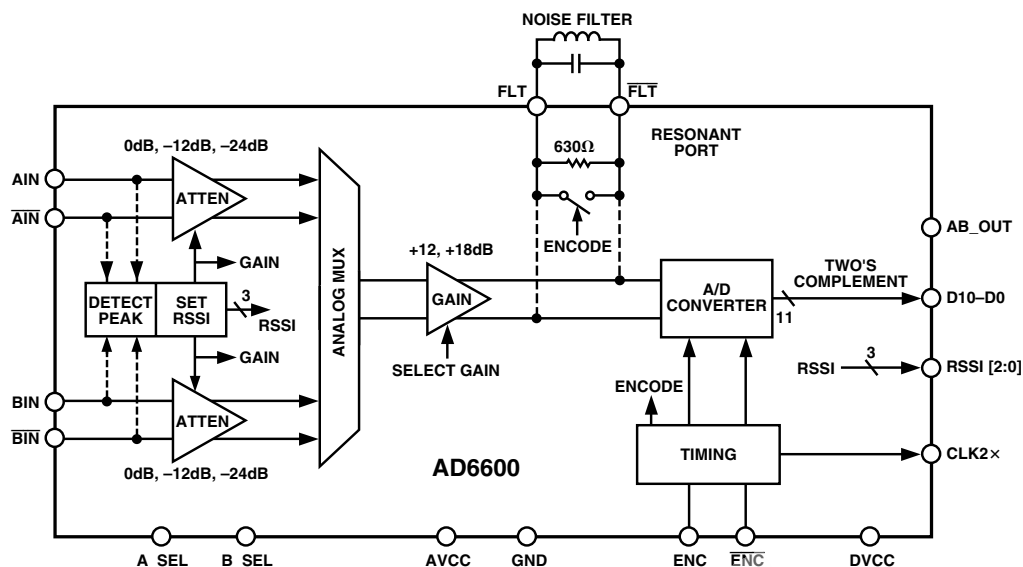 NOISE FILTER
FLT
FLT
RESONANT
PORT
630Ω
0dB, –12dB, –24dB
AIN
ATTEN
AIN
ENCODE
AB_OUT
GAIN
+12, +18dB
TWO'S
COMPLEMENT
DETECT
PEAK
SET
RSSI
3
RSSI
ANALOG MUX
GAIN
A/D
CONVERTER
11
D10–D0
GAIN
SELECT GAIN
RSSI
3
RSSI [2:0]
ENCODE
BIN
ATTEN
BIN
TIMING
CLK2×
0dB, –12dB, –24dB
AD6600
A_SEL
B_SEL
AVCC
GND
ENC
ENC
DVCC